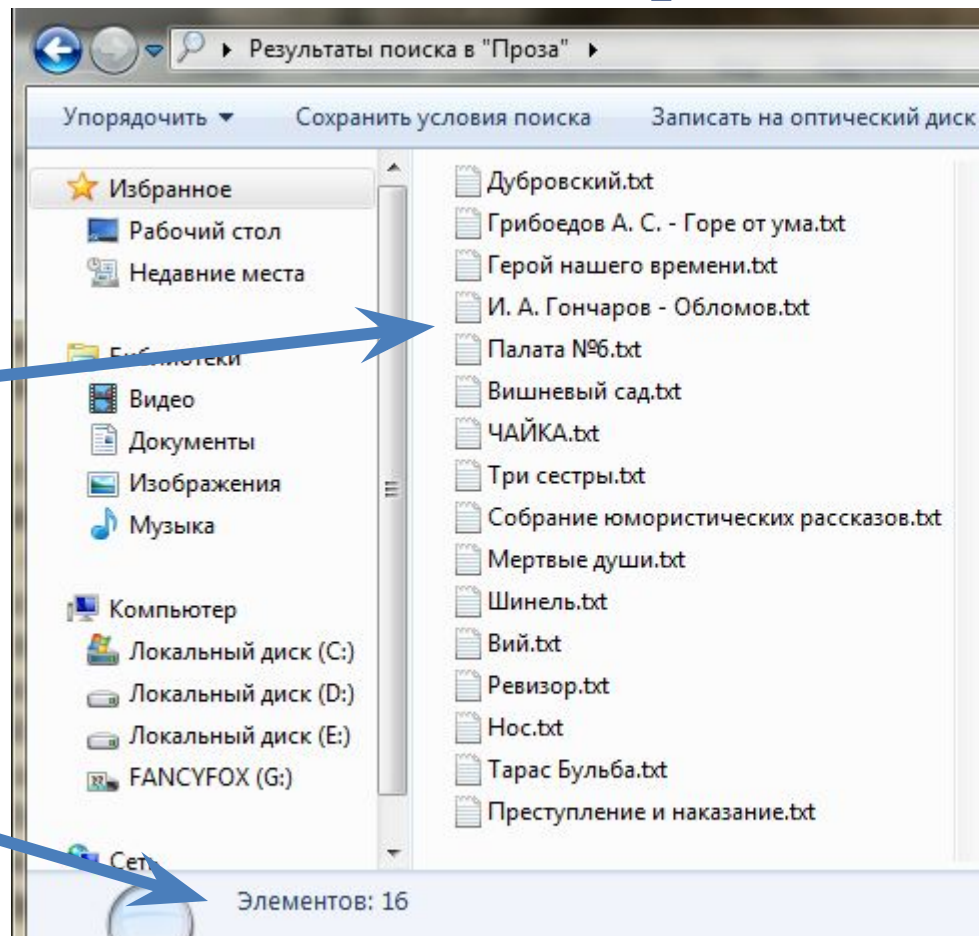 Результаты поиска в "Проза"
Упорядочить Сохранить условия поиска Записать на оптический диск
Избранное
Рабочий стол
Недавние места
Библиотеки
Видео
Документы
Изображения
Музыка
Компьютер
Локальный диск (C:)
Локальный диск (D:)
Локальный диск (E:)
FANCYFOX (G:)
Сеть
Дубровский.txt
Грибоедов А. С. - Горе от ума.txt
Герой нашего времени.txt
И. А. Гончаров - Обломов.txt
Палата №6.txt
Вишневый сад.txt
ЧАЙКА.txt
Три сестры.txt
Собрание юмористических рассказов.txt
Мертвые души.txt
Шинель.txt
Вий.txt
Ревизор.txt
Нос.txt
Тарас Бульба.txt
Преступление и наказание.txt
Элементов: 16